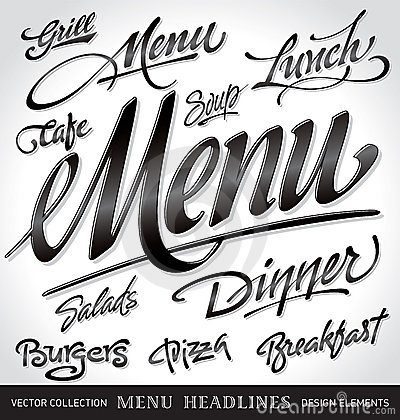 Grill
Menu
Lunch
Soup
Cafe
Menu
Salads
Dinner
Burgers
Pizza
Breakfast
VECTOR COLLECTION MENU HEADLINES DESIGN ELEMENTS